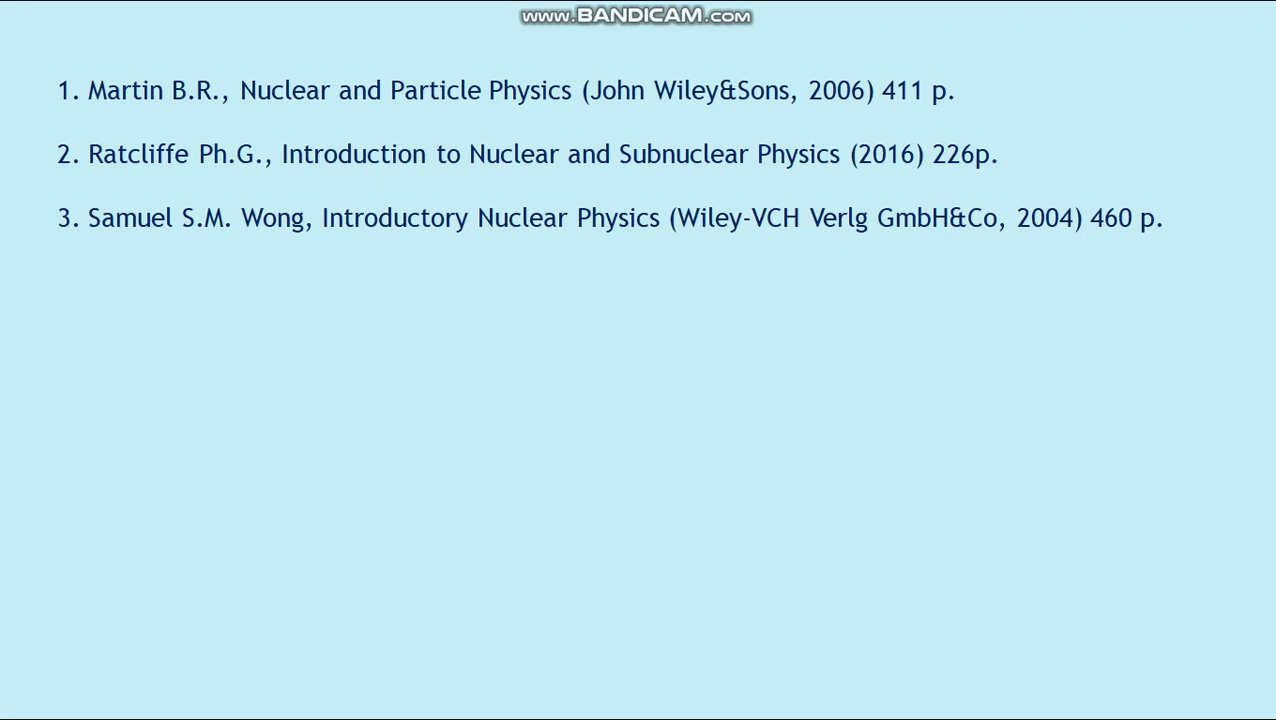 www.BANDICAM.com
1. Martin B.R., Nuclear and Particle Physics (John Wiley&Sons, 2006) 411 p.
2. Ratcliffe Ph.G., Introduction to Nuclear and Subnuclear Physics (2016) 226p.
3. Samuel S.M. Wong, Introductory Nuclear Physics (Wiley-VCH Verlg GmbH&Co, 2004) 460 p.